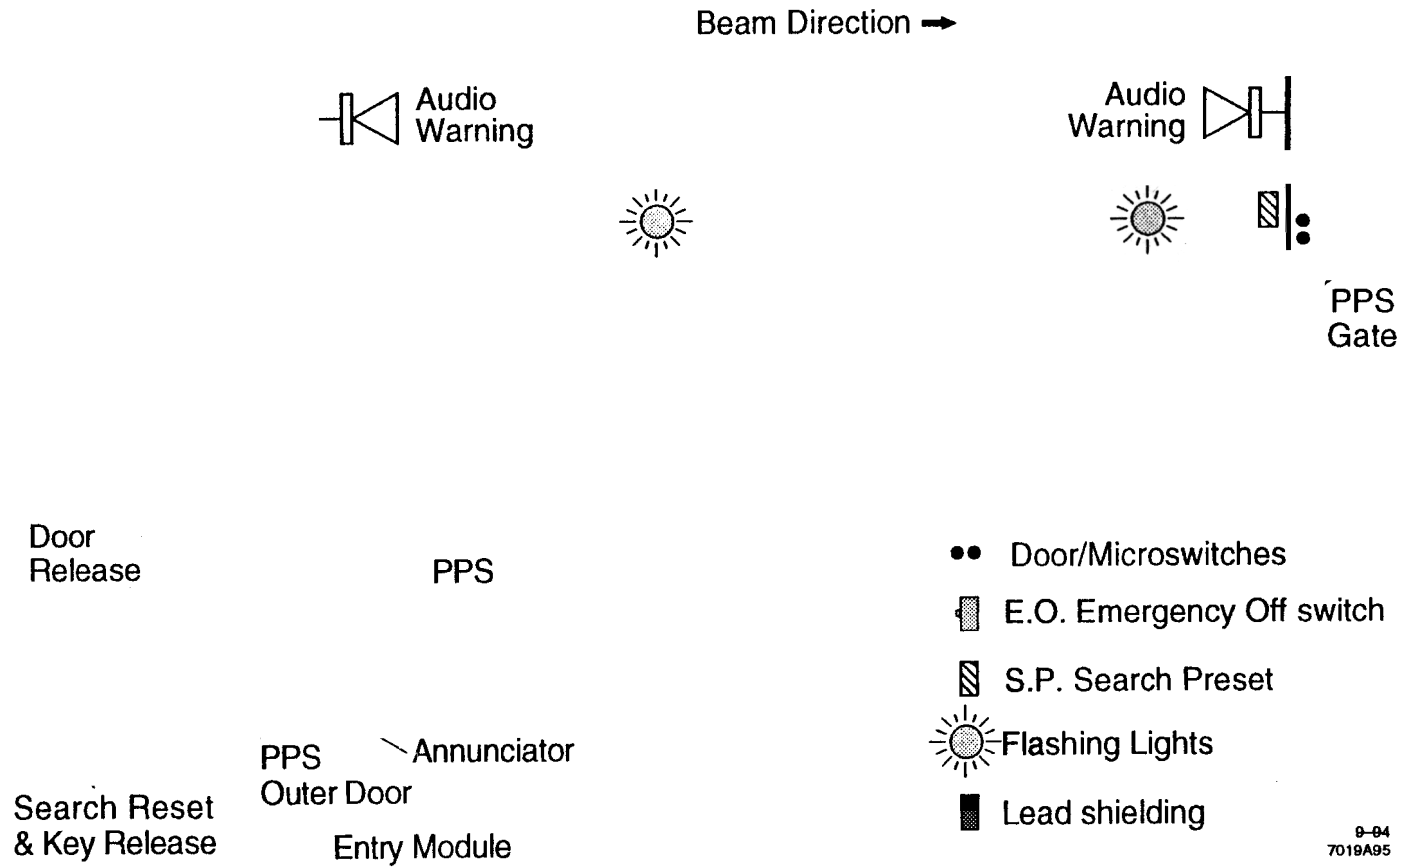 Beam Direction
Audio
Warning
Audio
Warning
PPS
Gate
Door
Release
PPS
Door/Microswitches
E.O. Emergency Off switch
S.P. Search Preset
Flashing Lights
Lead shielding
PPS
Outer Door
Annunciator
Search Reset
& Key Release
Entry Module
9-94
7019A95